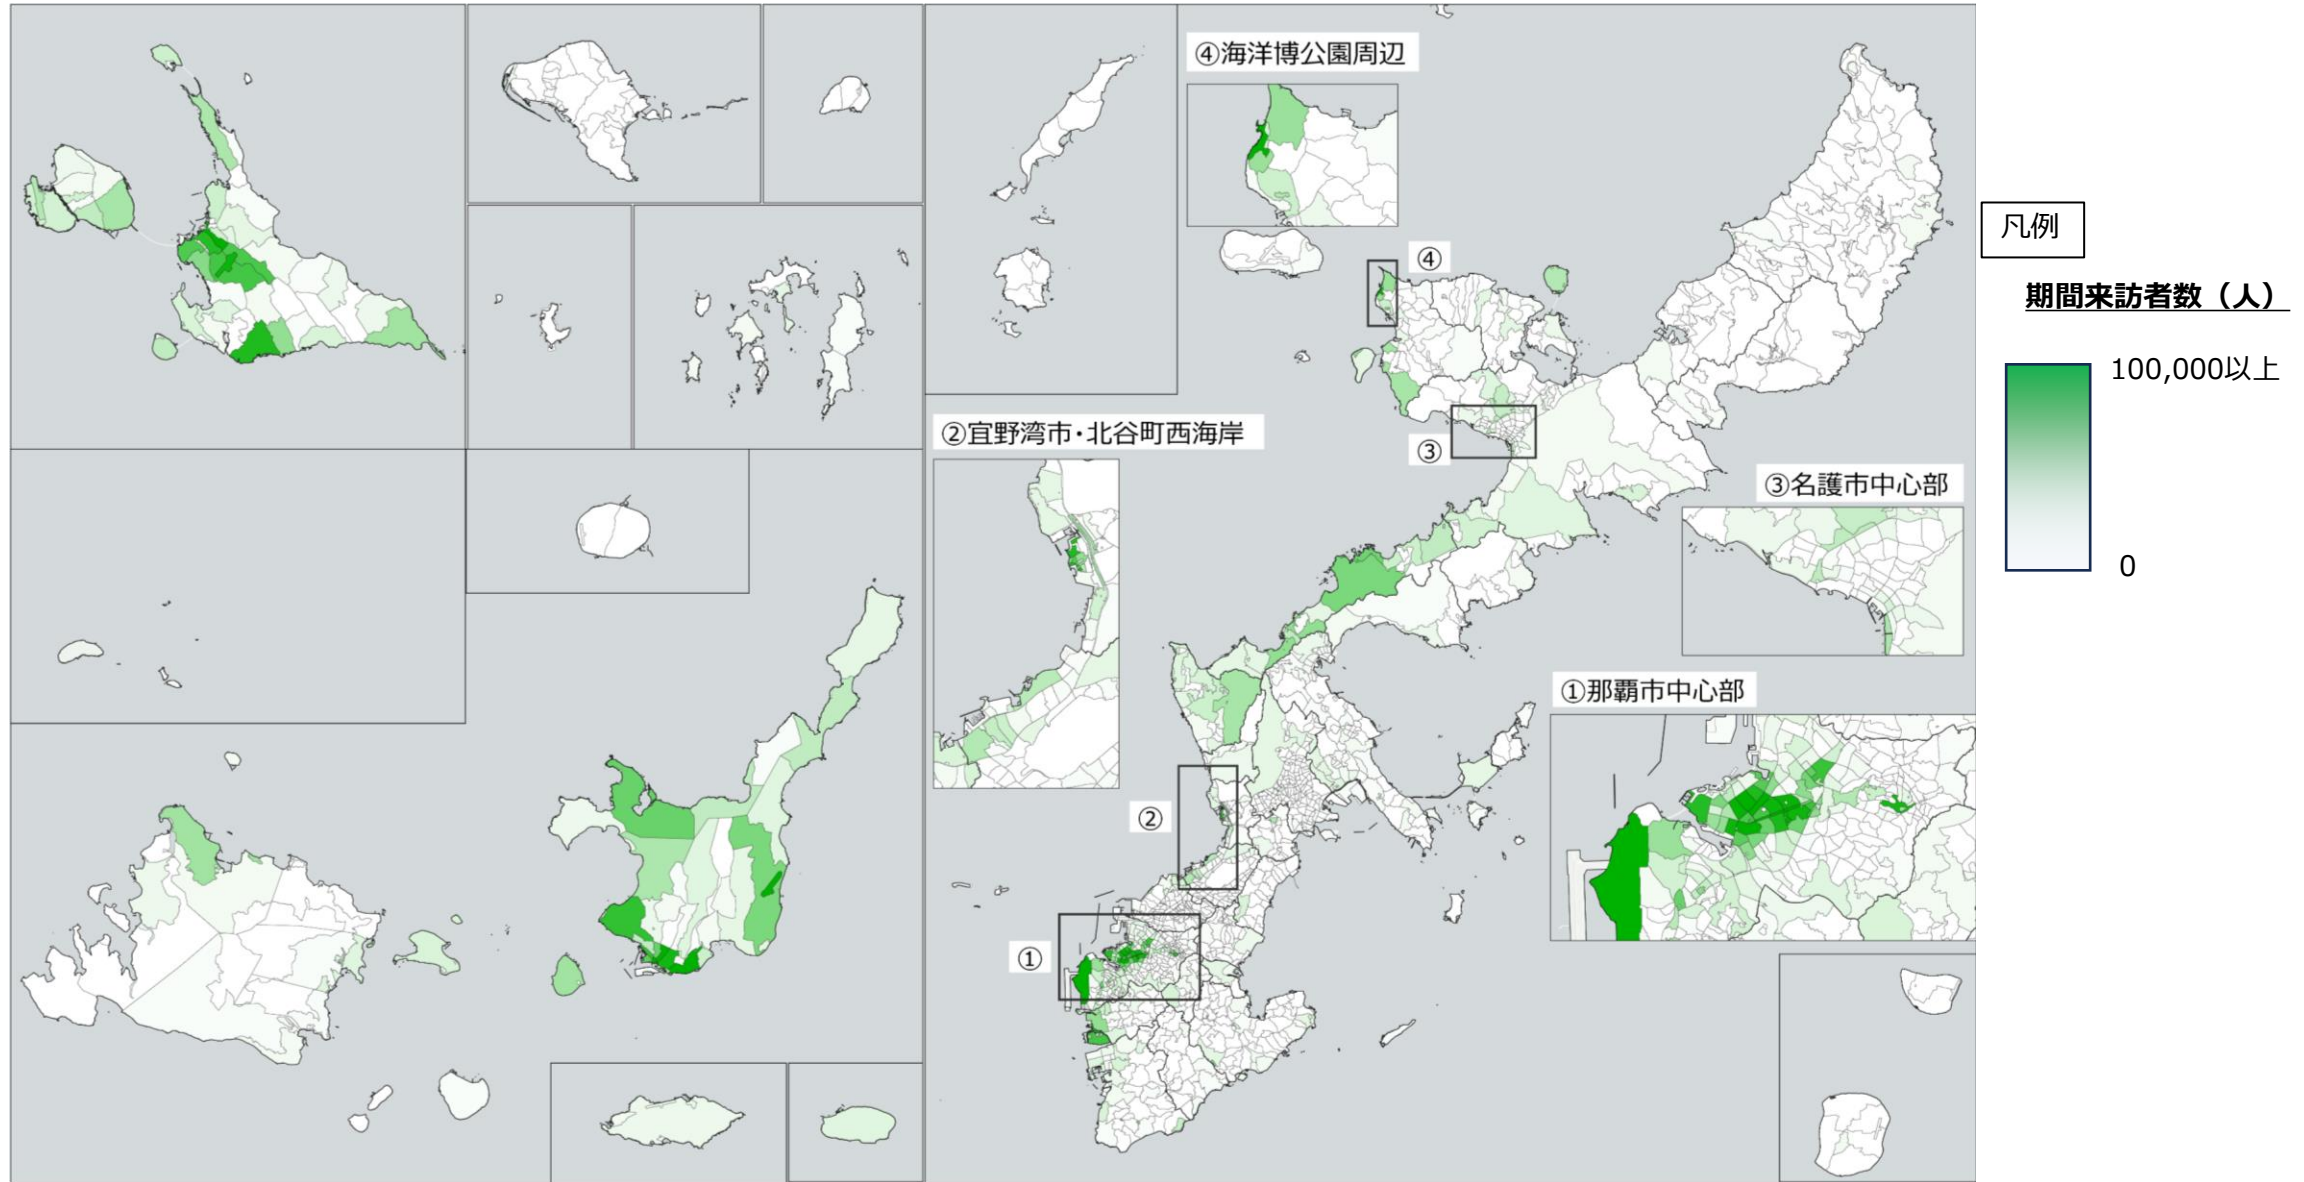 ④海洋博公園周辺
④
③
②宜野湾市・北谷町西海岸
③名護市中心部
①那覇市中心部
②
①
凡例
期間来訪者数（人）
100,000以上
0